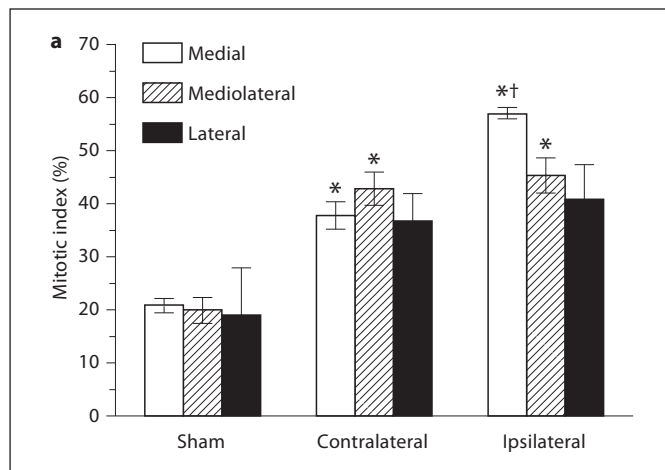 a
70
60
50
40
30
20
10
0
Mitotic index (%)
Medial
Mediolateral
Lateral
*
*
*†
*
Sham Contralateral Ipsilateral